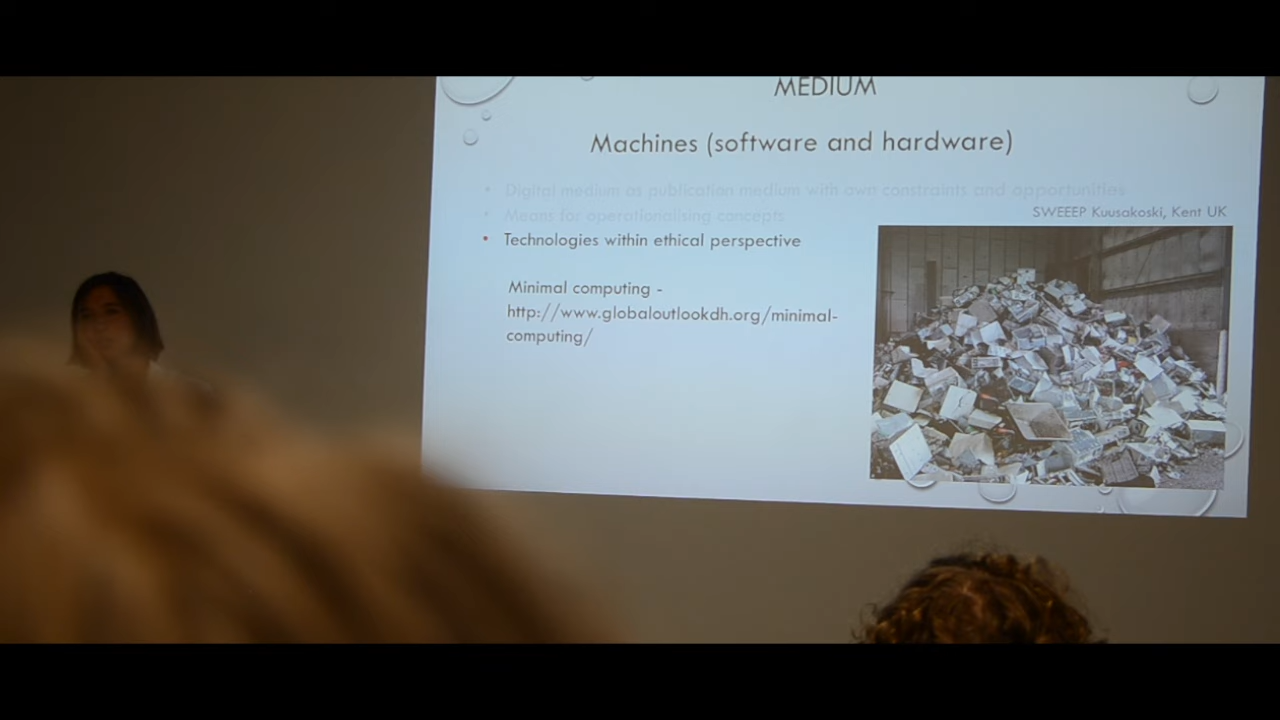 MEDIUM
Machines (software and hardware)
Digital medium as publication medium with own constraints and opportunities
Means for operationalising concepts
SWEEEP Kuusakoski, Kent UK
Technologies within ethical perspective
Minimal computing -
http://www.globaloutlookdh.org/minimal-
computing/